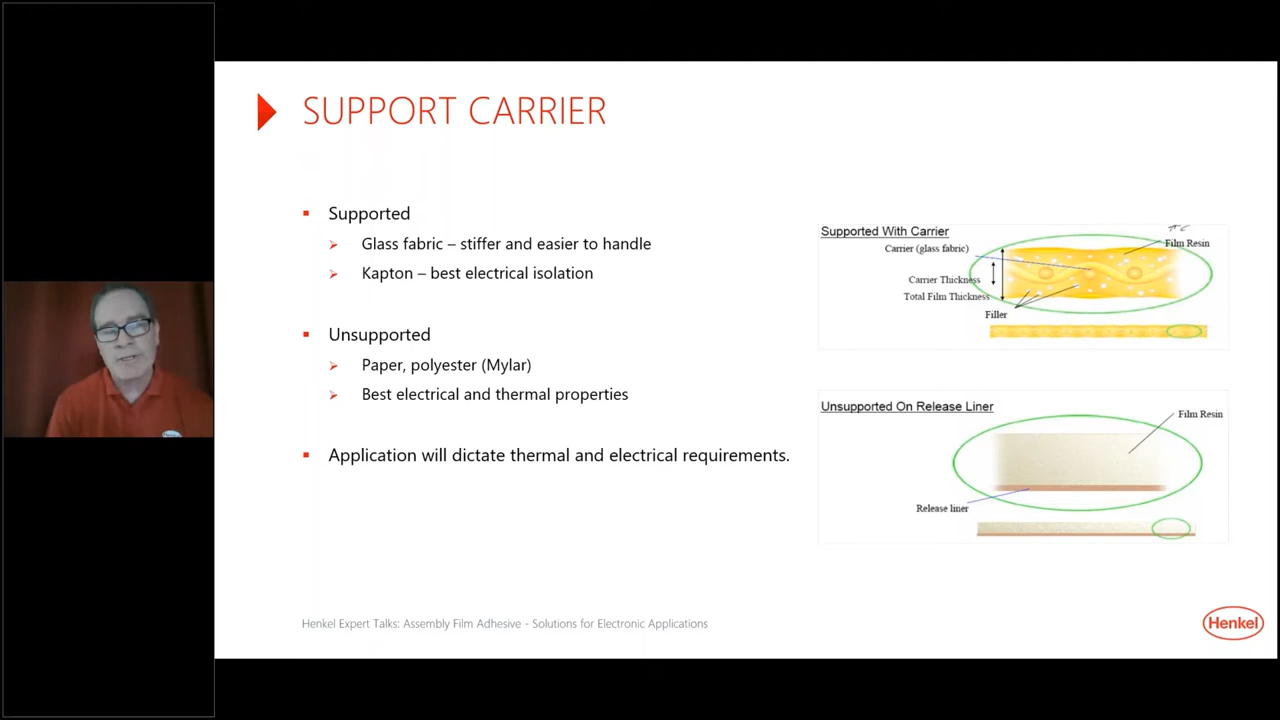 SUPPORT CARRIER
Supported
Glass fabric – stiffer and easier to handle
Kapton – best electrical isolation
Unsupported
Paper, polyester (Mylar)
Best electrical and thermal properties
Application will dictate thermal and electrical requirements.
Supported With Carrier
Film Resin
Carrier (glass fabric)
Carrier Thickness
Total Film Thickness
Filler
Unsupported On Release Liner
Film Resin
Release liner
Henkel Expert Talks: Assembly Film Adhesive - Solutions for Electronic Applications
Henkel